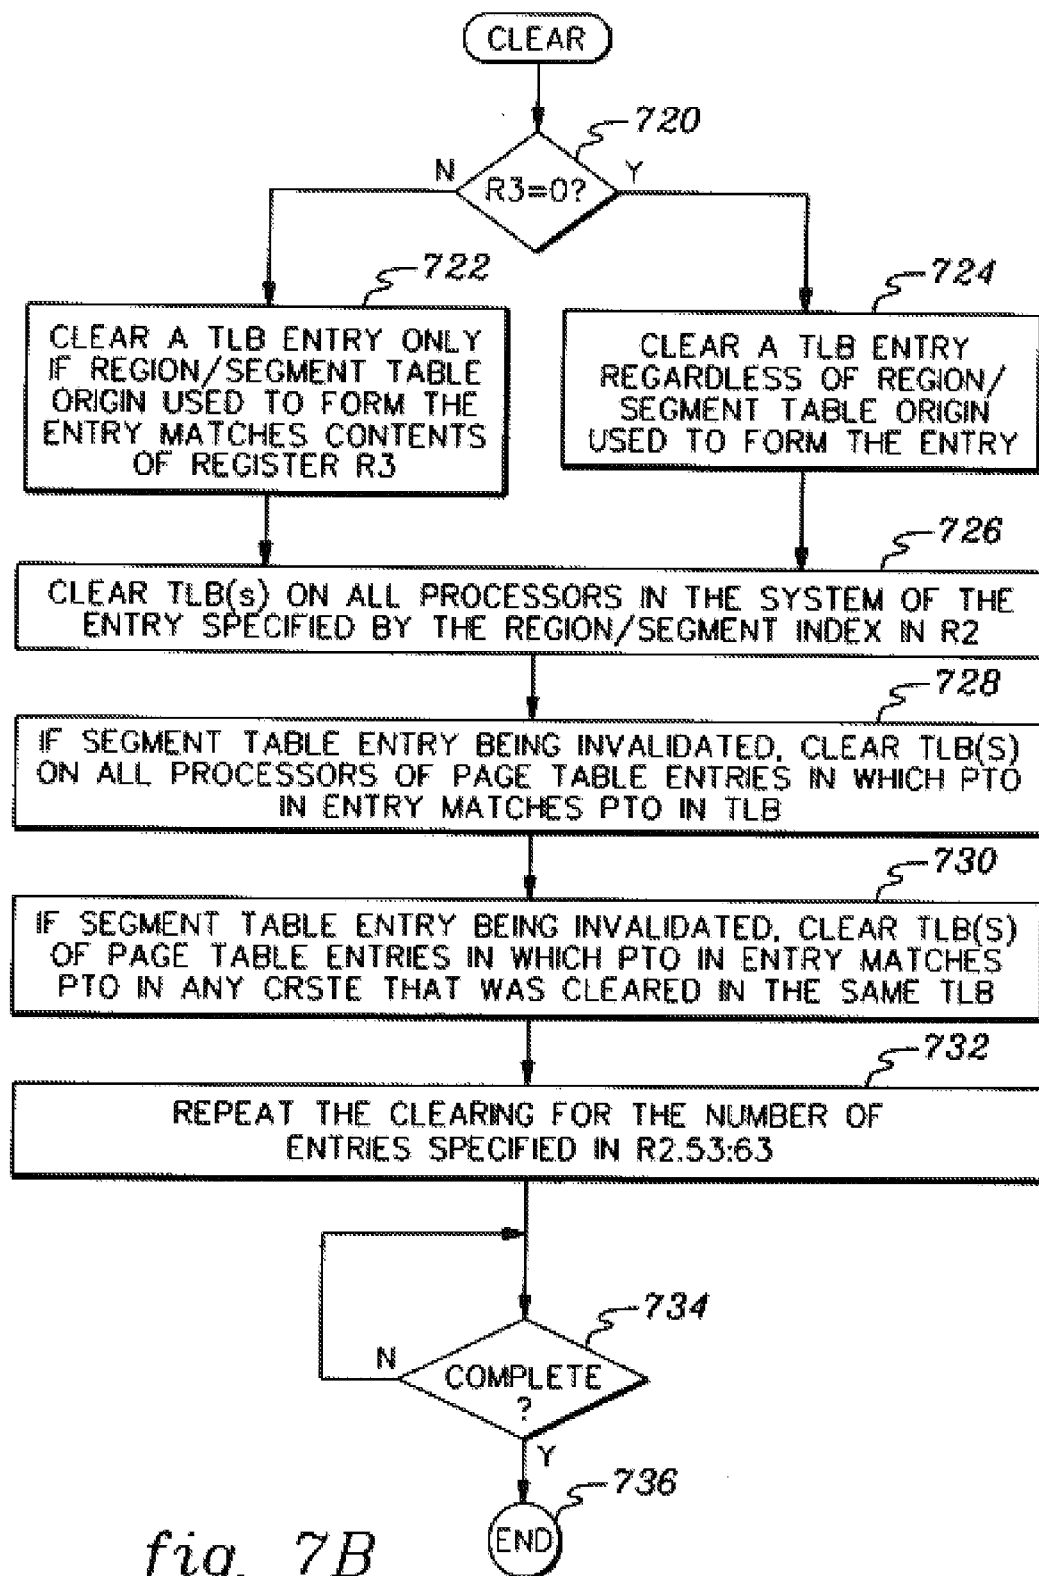 CLEAR
720
N
R3=0?
Y
722
724
CLEAR A TLB ENTRY ONLY
IF REGION/SEGMENT TABLE
ORIGIN USED TO FORM THE
ENTRY MATCHES CONTENTS
OF REGISTER R3
CLEAR A TLB ENTRY
REGARDLESS OF REGION/
SEGMENT TABLE ORIGIN
USED TO FORM THE ENTRY
726
CLEAR TLB(s) ON ALL PROCESSORS IN THE SYSTEM OF THE
ENTRY SPECIFIED BY THE REGION/SEGMENT INDEX IN R2
728
IF SEGMENT TABLE ENTRY BEING INVALIDATED, CLEAR TLB(S)
ON ALL PROCESSORS OF PAGE TABLE ENTRIES IN WHICH PTO
IN ENTRY MATCHES PTO IN TLB
730
IF SEGMENT TABLE ENTRY BEING INVALIDATED, CLEAR TLB(S)
OF PAGE TABLE ENTRIES IN WHICH PTO IN ENTRY MATCHES
PTO IN ANY CRSTE THAT WAS CLEARED IN THE SAME TLB
732
REPEAT THE CLEARING FOR THE NUMBER OF
ENTRIES SPECIFIED IN R2.53:63
734
N
COMPLETE
?
Y
736
END
fig. 7B